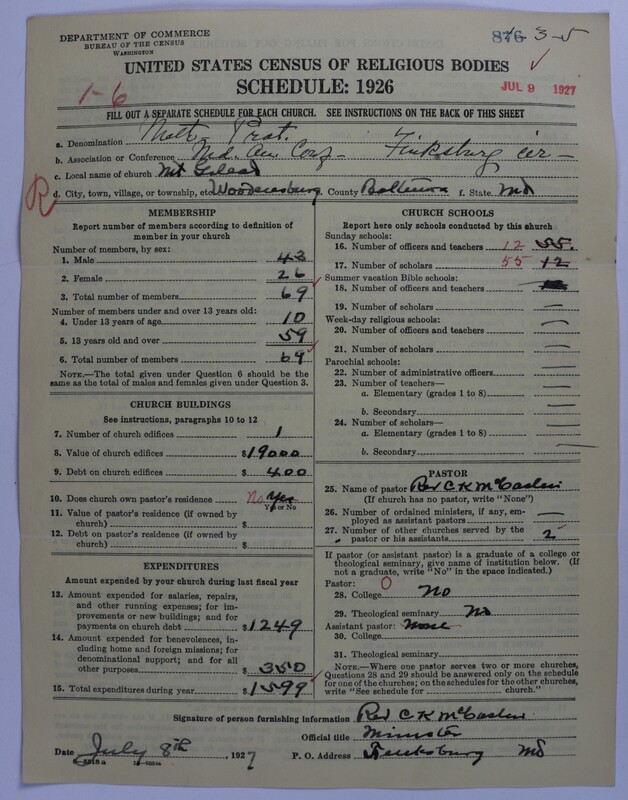 DEPARTMENT OF COMMERCE
BUREAU OF THE CENSUS
WASHINGTON
876 3-5
UNITED STATES CENSUS OF RELIGIOUS BODIES
SCHEDULE: 1926
JUL 9 1927
1-6
FILL OUT A SEPARATE SCHEDULE FOR EACH CHURCH. SEE INSTRUCTIONS ON THE BACK OF THIS SHEET
a. Denomination Meth. Prot.
b. Association or Conference Md. An. Conf - Finksburg cir -
c. Local name of church Mt Gilead
R
d. City, town, village, or township, etc. Woodensburg County Baltimore f. State Md
MEMBERSHIP
Report number of members according to definition of member in your church
Number of members, by sex:
1. Male 43
2. Female 26
3. Total number of members 69
Number of members under and over 13 years old:
4. Under 13 years of age 10
5. 13 years old and over 59
6. Total number of members 69
NOTE.—The total given under Question 6 should be the same as the total of males and females given under Question 3.
CHURCH BUILDINGS
See instructions, paragraphs 10 to 12
7. Number of church edifices 1
8. Value of church edifices $19000
9. Debt on church edifices $400
10. Does church own pastor's residence No Yes
Yes or No
11. Value of pastor's residence (if owned by church) $
12. Debt on pastor's residence (if owned by church) $
EXPENDITURES
Amount expended by your church during last fiscal year
13. Amount expended for salaries, repairs, and other running expenses; for improvements or new buildings; and for payments on church debt $1249
14. Amount expended for benevolences, including home and foreign missions; for denominational support; and for all other purposes $350
15. Total expenditures during year $1599
CHURCH SCHOOLS
Report here only schools conducted by this church
Sunday schools:
16. Number of officers and teachers 12 55.
17. Number of scholars 55 12
Summer vacation Bible schools:
18. Number of officers and teachers
19. Number of scholars —
Week-day religious schools:
20. Number of officers and teachers —
21. Number of scholars —
Parochial schools:
22. Number of administrative officers —
23. Number of teachers—
a. Elementary (grades 1 to 8) —
b. Secondary —
24. Number of scholars—
a. Elementary (grades 1 to 8) —
b. Secondary —
PASTOR
25. Name of pastor Rev C K McCaslin
(If church has no pastor, write "None")
26. Number of ordained ministers, if any, employed as assistant pastors —
27. Number of other churches served by the pastor or his assistants 2
If pastor (or assistant pastor) is a graduate of a college or theological seminary, give name of institution below. (If not a graduate, write "No" in the space indicated.)
Pastor: 0
28. College No
29. Theological seminary No
Assistant pastor: None
30. College
31. Theological seminary
NOTE.—Where one pastor serves two or more churches, Questions 28 and 29 should be answered only on the schedule for one of the churches; on the schedules for the other churches, write "See schedule for church."
Signature of person furnishing information Rev C K McCaslin
Official title Minister
Date July 8th, 1927 P. O. Address Finksburg Md